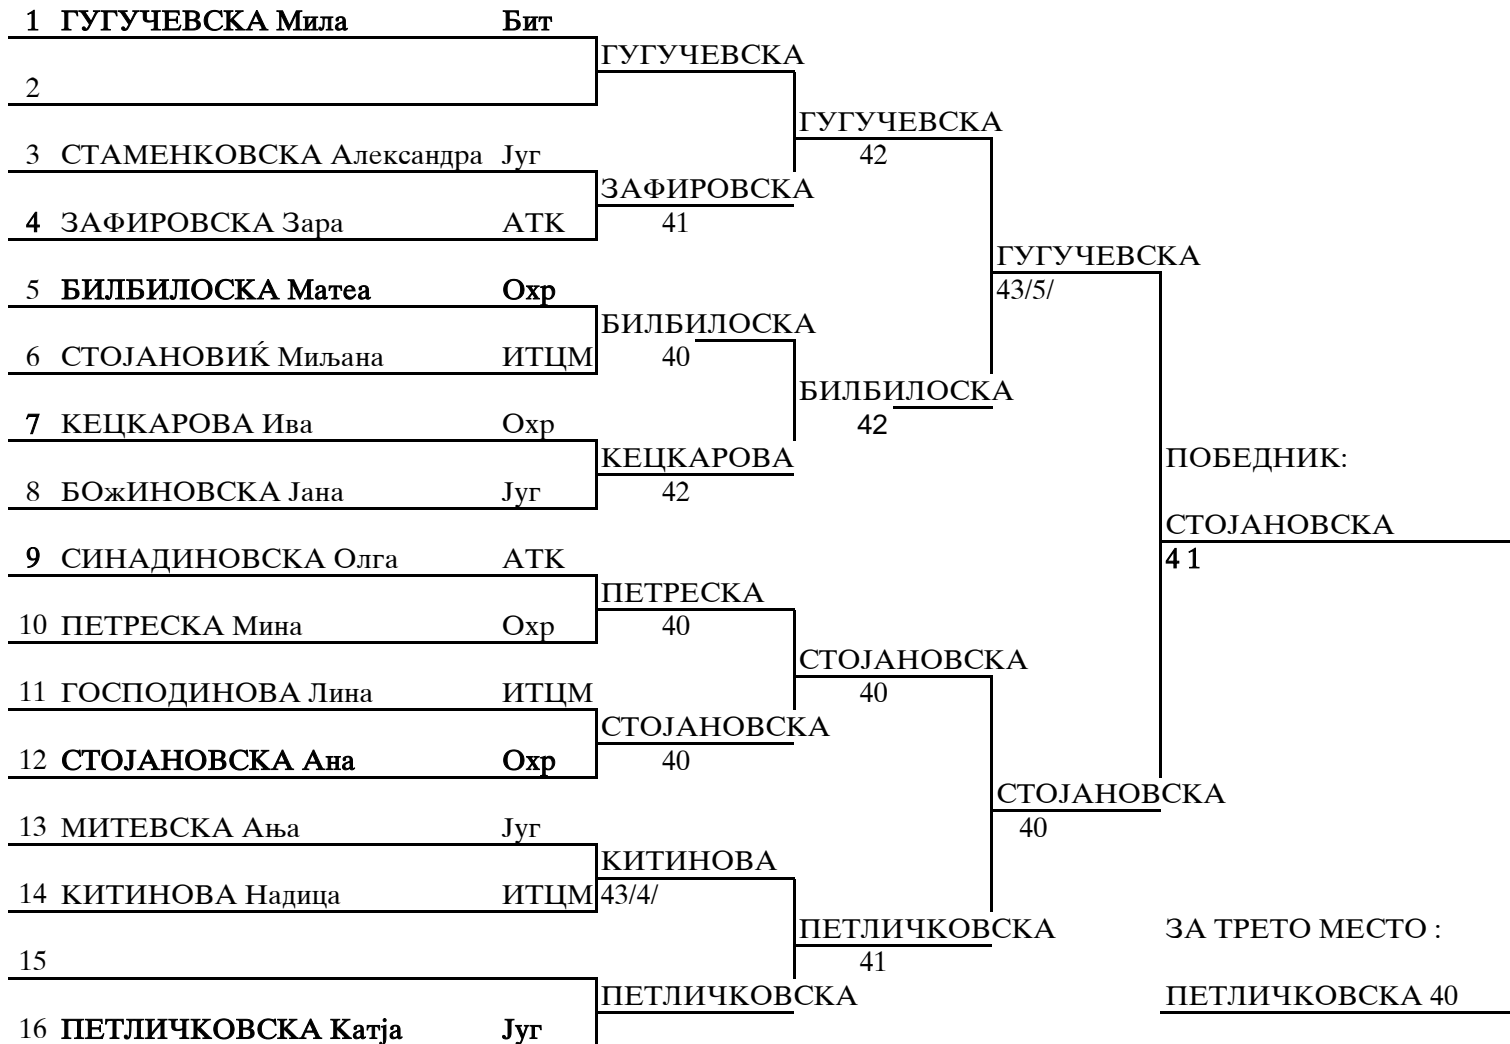 1 ГУГУЧЕВСКА Мила Бит
ГУГУЧЕВСКА
2
ГУГУЧЕВСКА
3 СТАМЕНКОВСКА Александра Југ 42
ЗАФИРОВСКА
4 ЗАФИРОВСКА Зара АТК 41
ГУГУЧЕВСКА
5 БИЛБИЛОСКА Матеа Охр 43/5/
БИЛБИЛОСКА
6 СТОЈАНОВИЌ Миљана ИТЦМ 40
БИЛБИЛОСКА
7 КЕЦКАРОВА Ива Охр 42
КЕЦКАРОВА ПОБЕДНИК:
8 БОжИНОВСКА Јана Југ 42
СТОЈАНОВСКА
9 СИНАДИНОВСКА Олга АТК 4 1
ПЕТРЕСКА
10 ПЕТРЕСКА Мина Охр 40
СТОЈАНОВСКА
11 ГОСПОДИНОВА Лина ИТЦМ 40
СТОЈАНОВСКА
12 СТОЈАНОВСКА Ана Охр 40
СТОЈАНОВСКА
13 МИТЕВСКА Ања Југ 40
КИТИНОВА
14 КИТИНОВА Надица ИТЦМ 43/4/
ПЕТЛИЧКОВСКА ЗА ТРЕТО МЕСТО :
15 41
ПЕТЛИЧКОВСКА ПЕТЛИЧКОВСКА 40
16 ПЕТЛИЧКОВСКА Катја Југ